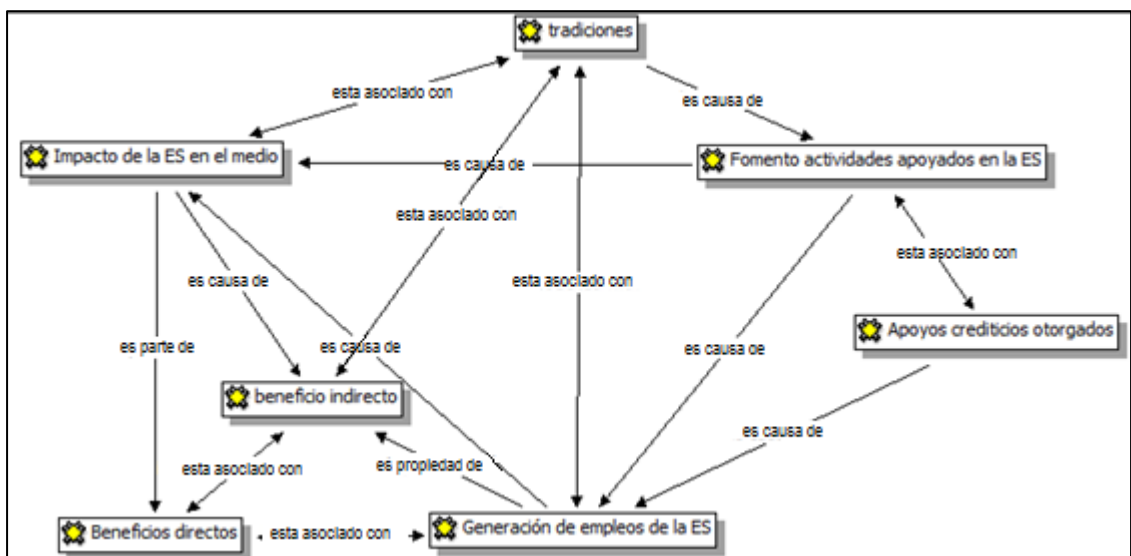 tradiciones
esta asociado con
es causa de
Impacto de la ES en el medio
es causa de
Fomento actividades apoyados en la ES
esta asociado con
esta asociado con
es causa de
esta asociado con
Apoyos crediticios otorgados
es parte de
es causa de
es causa de
beneficio indirecto
es causa de
esta asociado con
es propiedad de
Beneficios directos
esta asociado con
Generación de empleos de la ES